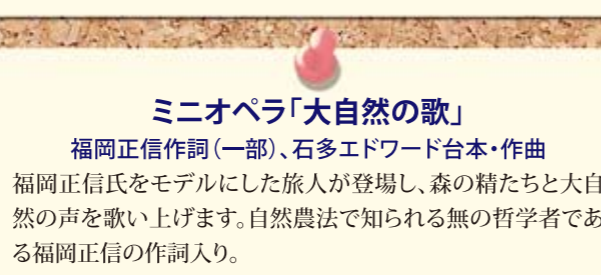 ミニオペラ「大自然の歌」
福岡正信作詞(一部)、石多エドワード台本・作曲
福岡正信氏をモデルにした旅人が登場し、森の精たちと大自
然の声を歌い上げます。自然農法で知られる無の哲学者であ
る福岡正信の作詞入り。